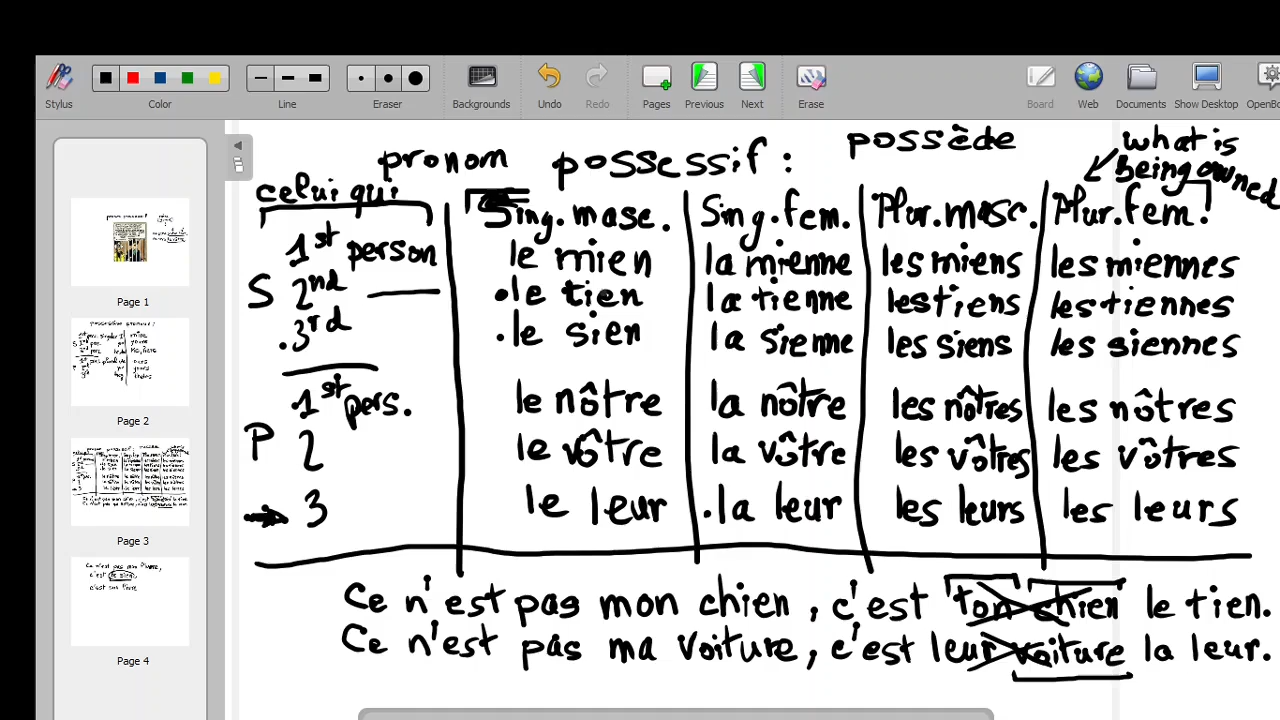 Stylus Color Line Eraser Backgrounds Undo Redo Pages Previous Next Erase Board Web Documents Show Desktop
possède what is
pronom possessif : being owned
celui qui Sing. masc. Sing. fem. Plur. masc. Plur. fem.
1st person le mien la mienne les miens les miennes
S 2nd .le tien la tienne les tiens les tiennes
.3rd .le sien la sienne les siens les siennes
1st pers. le nôtre la nôtre les nôtres les nôtres
P 2 le vôtre la vôtre les vôtres les vôtres
3 le leur .la leur les leurs les leurs
Ce n'est pas mon chien, c'est ton chien le tien.
Ce n'est pas ma voiture, c'est leur voiture la leur.
Page 1
Page 2
Page 3
Page 4